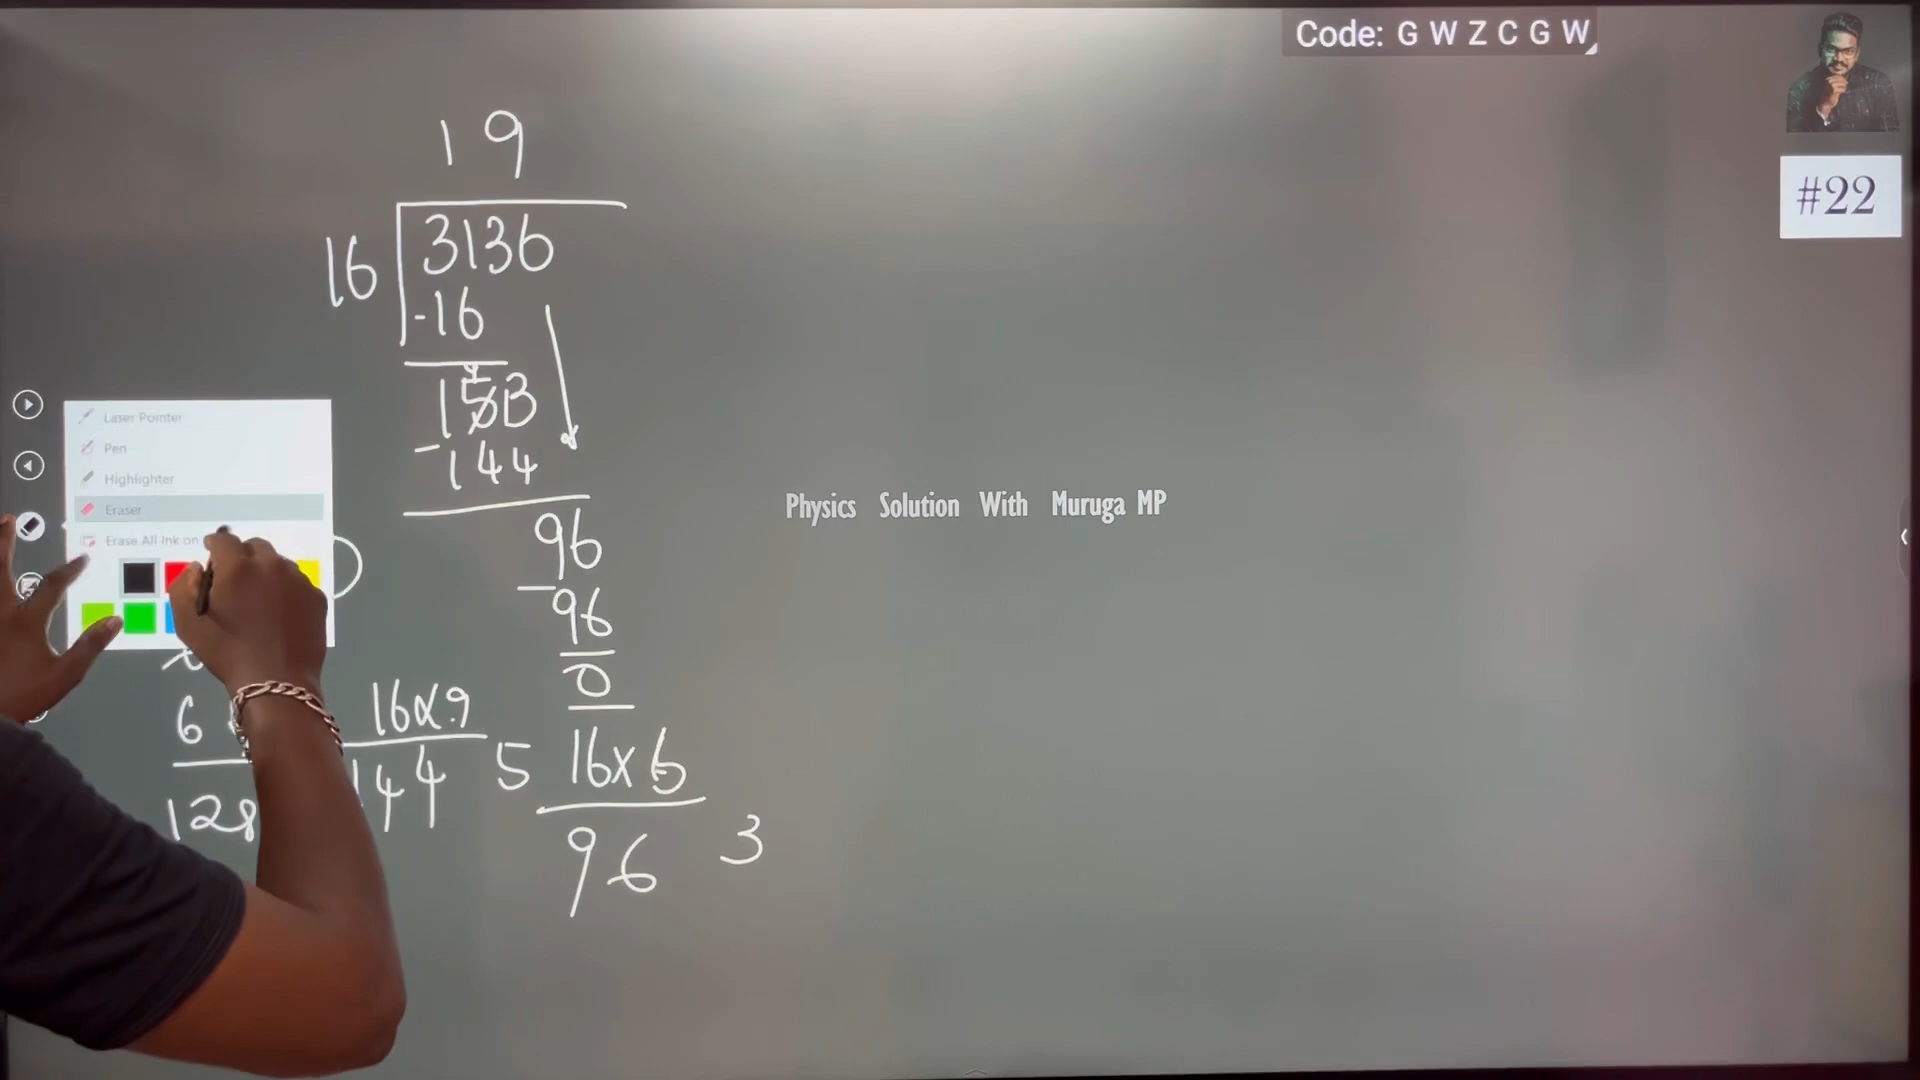 Code: G W Z C G W
#22
19
16 3136
-16
153
-144
96
-96
0
Laser Pointer
Pen
Highlighter
Eraser
Erase All Ink on
Physics Solution With Muruga MP
6
128
16x9
144 5
16x6
96 3